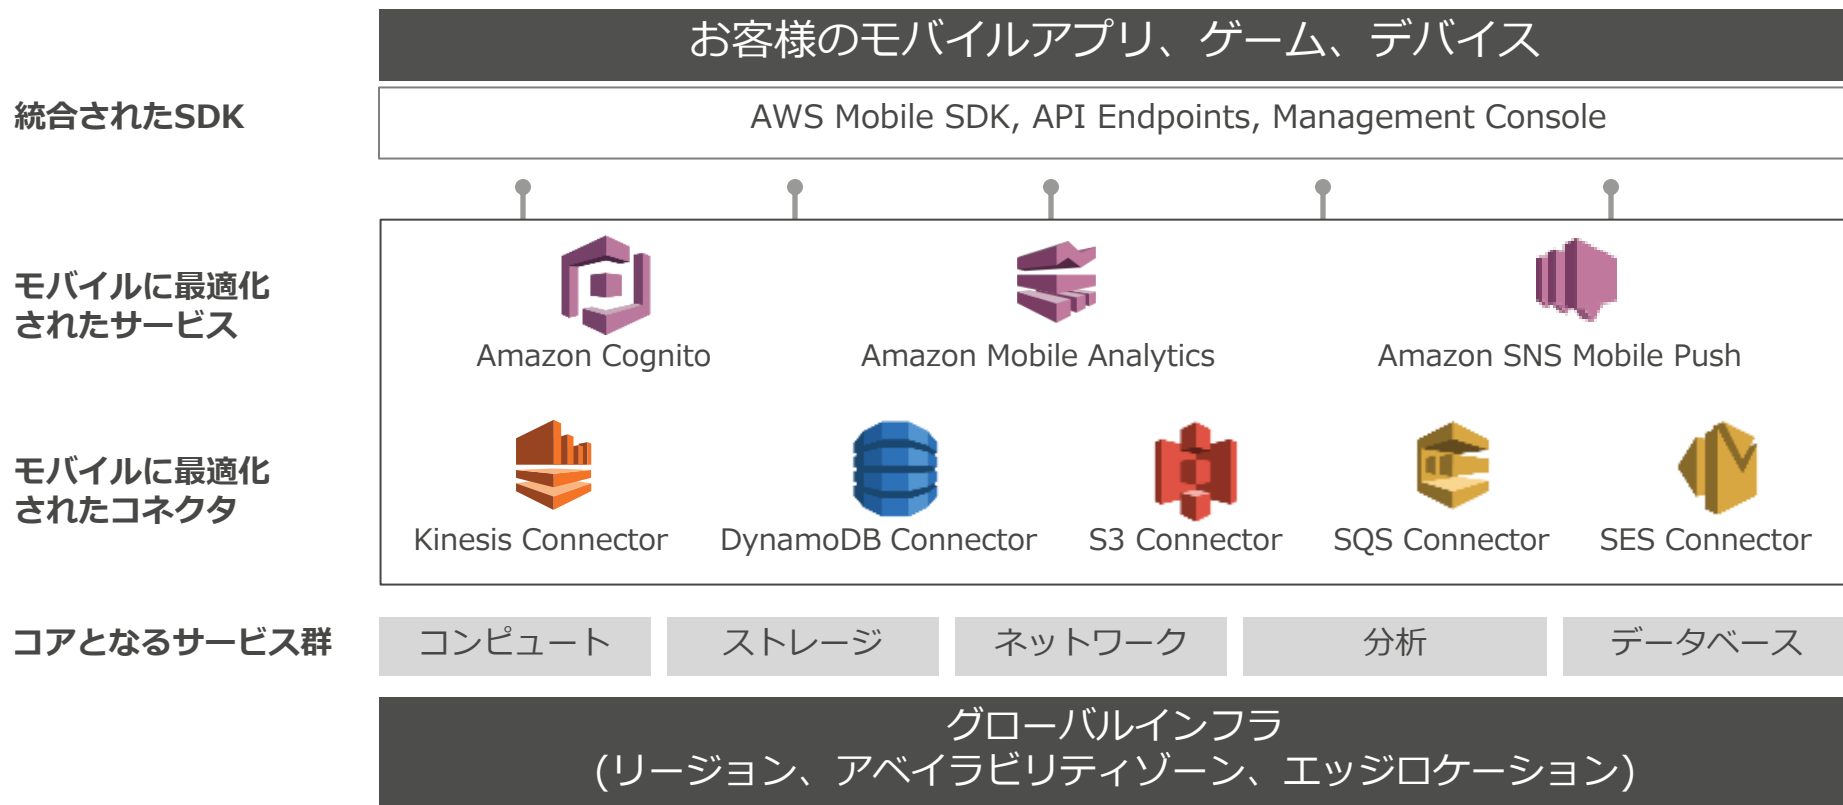 お客様のモバイルアプリ、ゲーム、デバイス
統合されたSDK
AWS Mobile SDK, API Endpoints, Management Console
モバイルに最適化
されたサービス
Amazon Cognito
Amazon Mobile Analytics
Amazon SNS Mobile Push
モバイルに最適化
されたコネクタ
Kinesis Connector
DynamoDB Connector
S3 Connector
SQS Connector
SES Connector
コアとなるサービス群
コンピュート
ストレージ
ネットワーク
分析
データベース
グローバルインフラ
(リージョン、アベイラビリティゾーン、エッジロケーション)